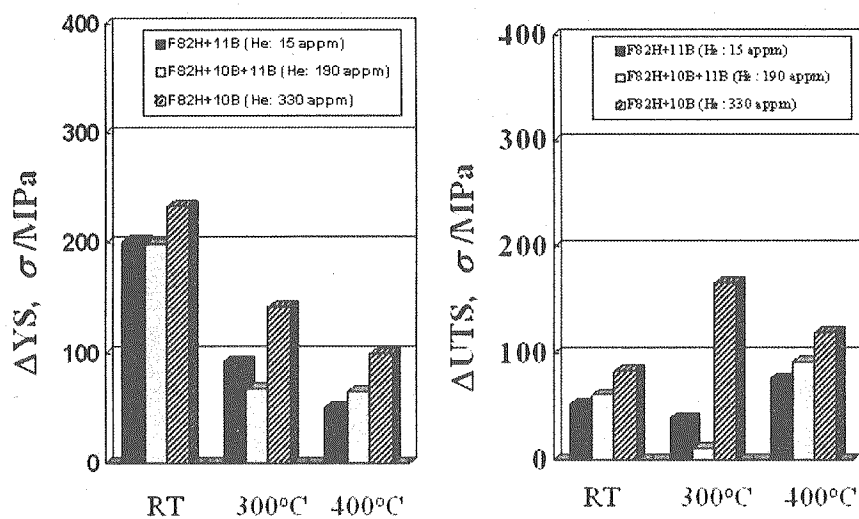 400
300
200
100
0
ΔYS, σ/MPa
F82H+11B (He: 15 appm)
F82H+10B+11B (He: 190 appm)
F82H+10B (He: 330 appm)
RT 300°C 400°C
400
300
200
100
0
ΔUTS, σ/MPa
F82H+11B (He : 15 appm)
F82H+10B+11B (He : 190 appm)
F82H+10B (He : 330 appm)
RT 300°C 400°C